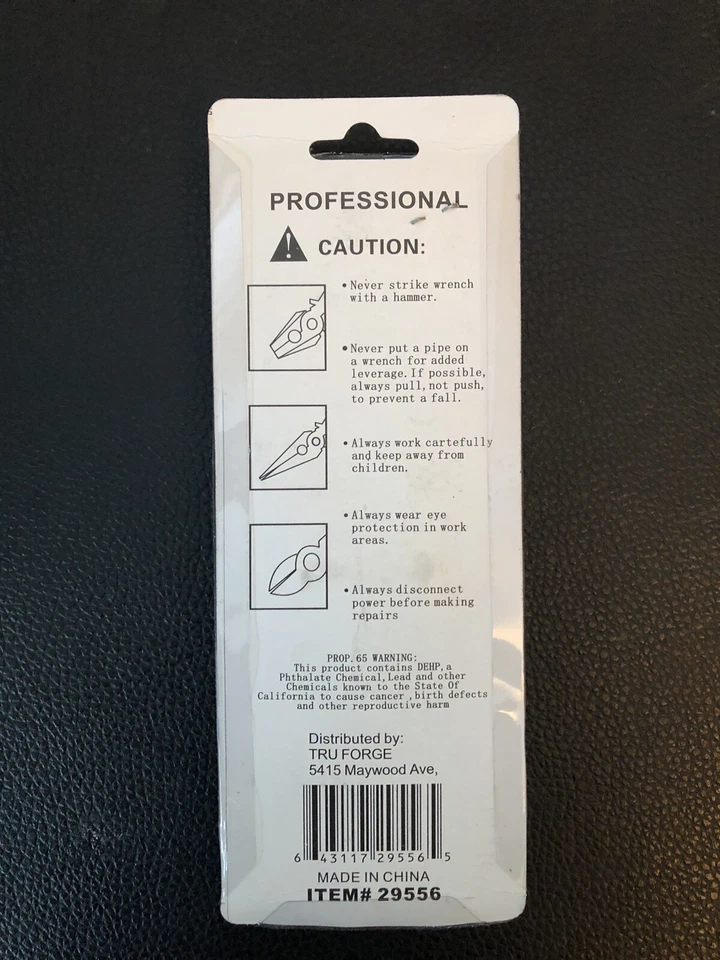 PROFESSIONAL
CAUTION:
• Never strike wrench
with a hammer.
• Never put a pipe on
a wrench for added
leverage. If possible,
always pull, not push,
to prevent a fall.
• Always work cartefully
and keep away from
children.
• Always wear eye
protection in work
areas.
• Always disconnect
power before making
repairs
PROP. 65 WARNING:
This product contains DEHP, a
Phthalate Chemical, Lead and other
Chemicals known to the State Of
California to cause cancer , birth defects
and other reproductive harm
Distributed by:
TRU FORGE
5415 Maywood Ave,
6 43117 29556 5
MADE IN CHINA
ITEM# 29556